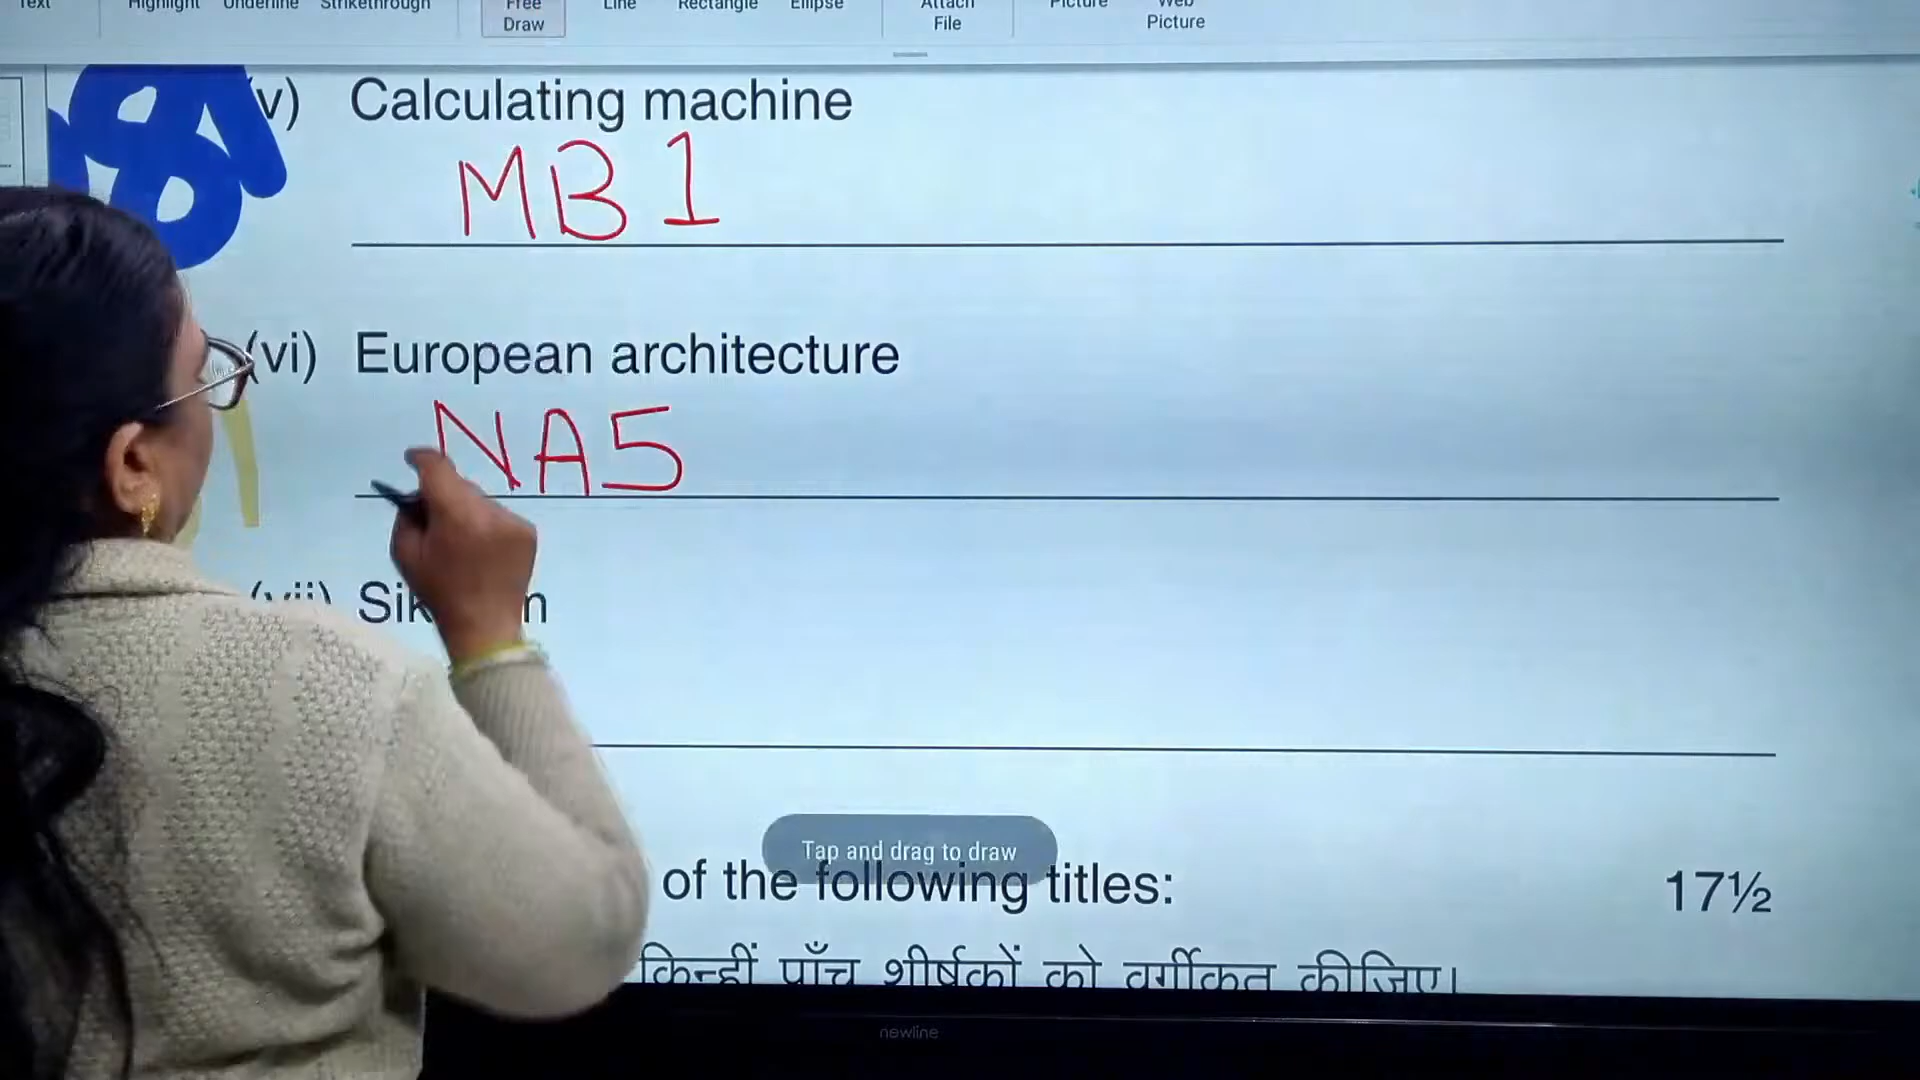 Text Highlight Underline Strikethrough Free Draw Line Rectangle Ellipse Attach File Picture Web Picture
v) Calculating machine
MB1
(vi) European architecture
NA5
(vii)
Tap and drag to draw
of the following titles: 17½
किन्हीं पाँच शीर्षकों को वर्गीकृत कीजिए।
newline